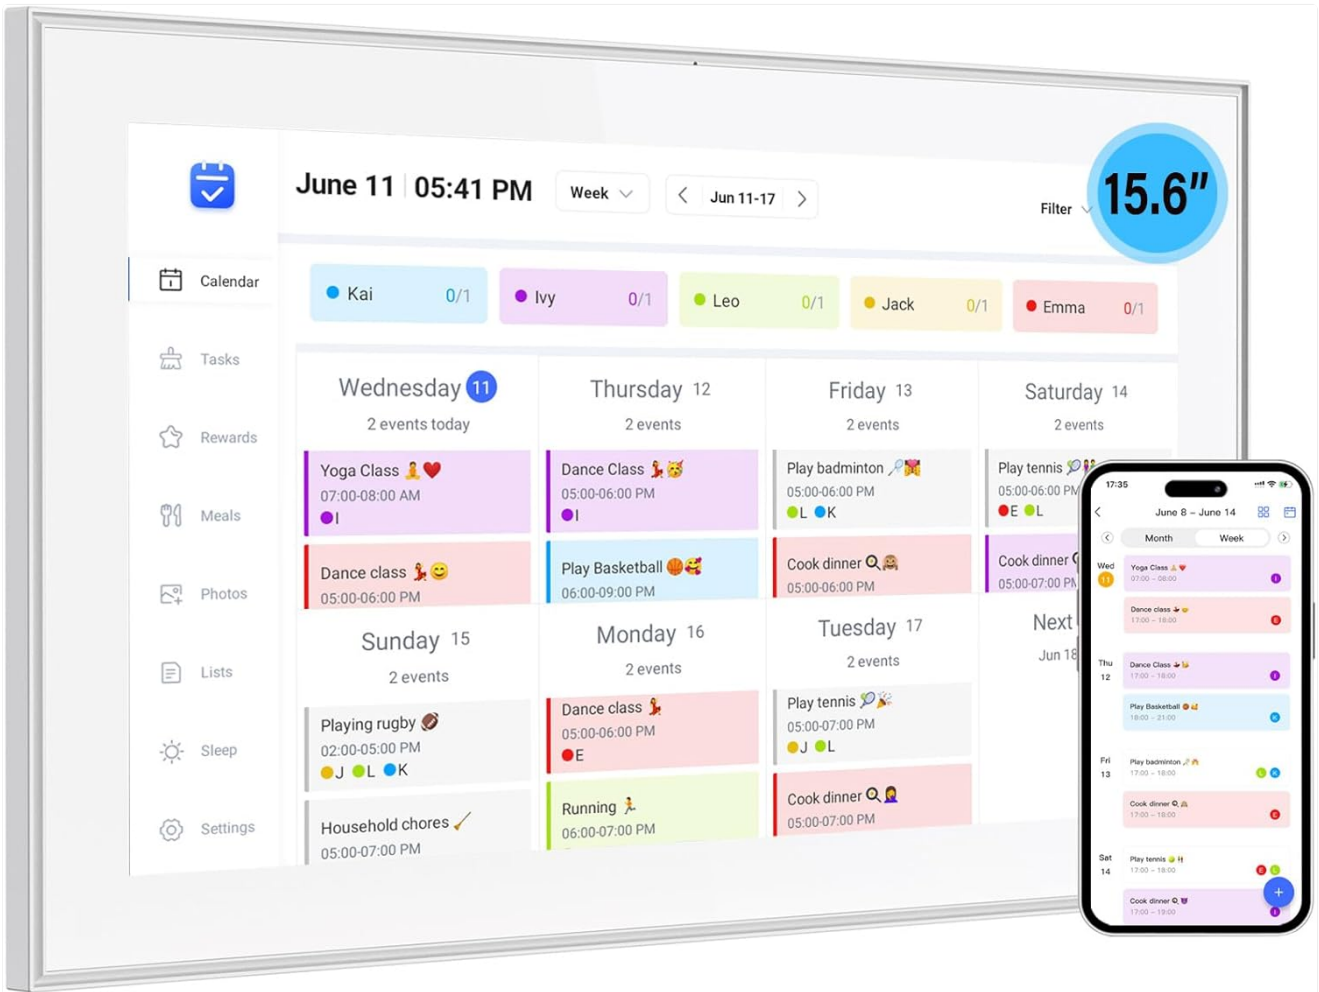 15.6″
June 11 05:41 PM
Week
Jun 11-17
Filter
Calendar
Tasks
Rewards
Meals
Photos
Lists
Sleep
Settings
Kai 0/1
Ivy 0/1
Leo 0/1
Jack 0/1
Emma 0/1
Wednesday 11
2 events today
Yoga Class 🧘❤️
07:00-08:00 AM
I
Dance class 💃😊
05:00-06:00 PM
Thursday 12
2 events
Dance Class 💃🥳
05:00-06:00 PM
I
Play Basketball 🏀🥰
06:00-09:00 PM
Friday 13
2 events
Play badminton
05:00-06:00 PM
L K
Cook dinner 🍳🙈
05:00-06:00 PM
Saturday 14
2 events
Play tennis
05:00-06:00 PM
E L
Cook dinner
05:00-07:00 PM
Sunday 15
2 events
Playing rugby 🏉
02:00-05:00 PM
J L K
Household chores 🧹
05:00-07:00 PM
Monday 16
2 events
Dance class 💃
05:00-06:00 PM
E
Running 🏃
06:00-07:00 PM
Tuesday 17
2 events
Play tennis 🎾🎉
05:00-07:00 PM
J L
Cook dinner 🍳🤦‍♀️
05:00-07:00 PM
Next
Jun 18
17:35
June 8 – June 14
Month Week
Wed
11
Yoga Class
07:00 – 08:00
I
Dance class
17:00 – 18:00
E
Thu
12
Dance Class
17:00 – 18:00
I
Play Basketball
18:00 – 21:00
K
Fri
13
Play badminton
17:00 – 18:00
L K
Cook dinner
17:00 – 18:00
E
Sat
14
Play tennis
17:00 – 18:00
E L
Cook dinner
17:00 – 19:00
I
+